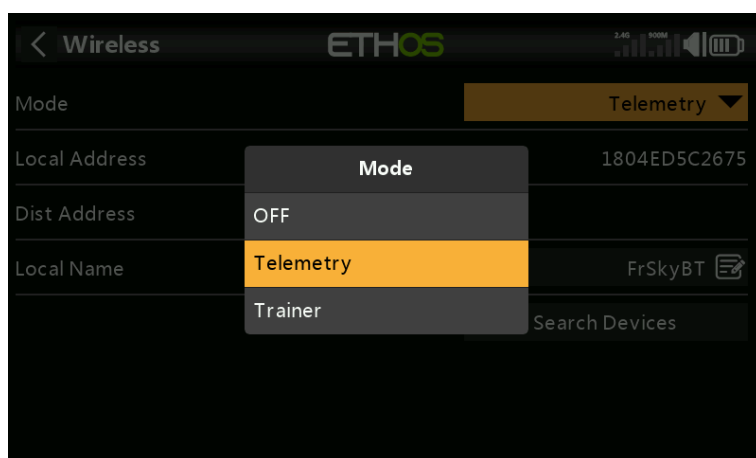 Wireless
ETHOS
2.4G 900M
Mode
Telemetry
Local Address
1804ED5C2675
Dist Address
Local Name
FrSkyBT
Search Devices
Mode
OFF
Telemetry
Trainer